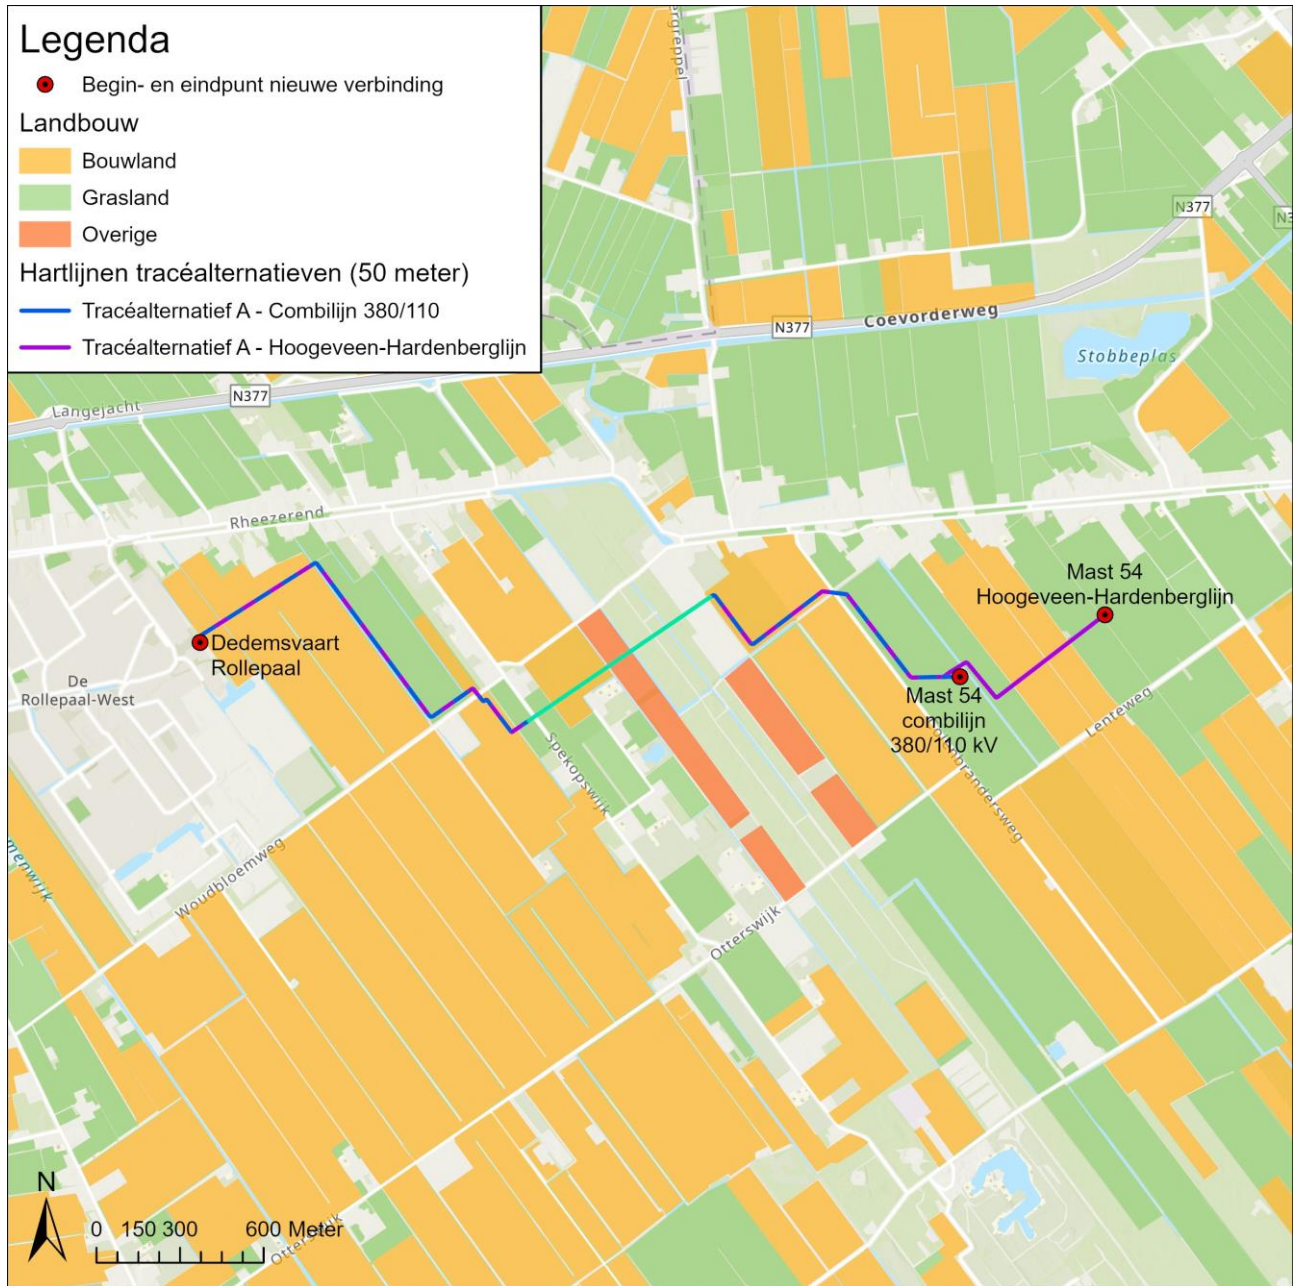 Legenda
Begin- en eindpunt nieuwe verbinding
Landbouw
Bouwland
Grasland
Overige
Hartlijnen tracéalternatieven (50 meter)
Tracéalternatief A - Combilijn 380/110
Tracéalternatief A - Hoogeveen-Hardenberglijn
N377
N377
Coevorderweg
Stobbeplas
Langejacht
N377
Rheezerend
Mast 54
Hoogeveen-Hardenberglijn
Dedemsvaart
Rollepaal
De
Rollepaal-West
Mast 54
combilijn
380/110 kV
Lenteweg
Spekopswijk
Woudbloemweg
Otterswijk
N
0 150 300 600 Meter
Otterswijk